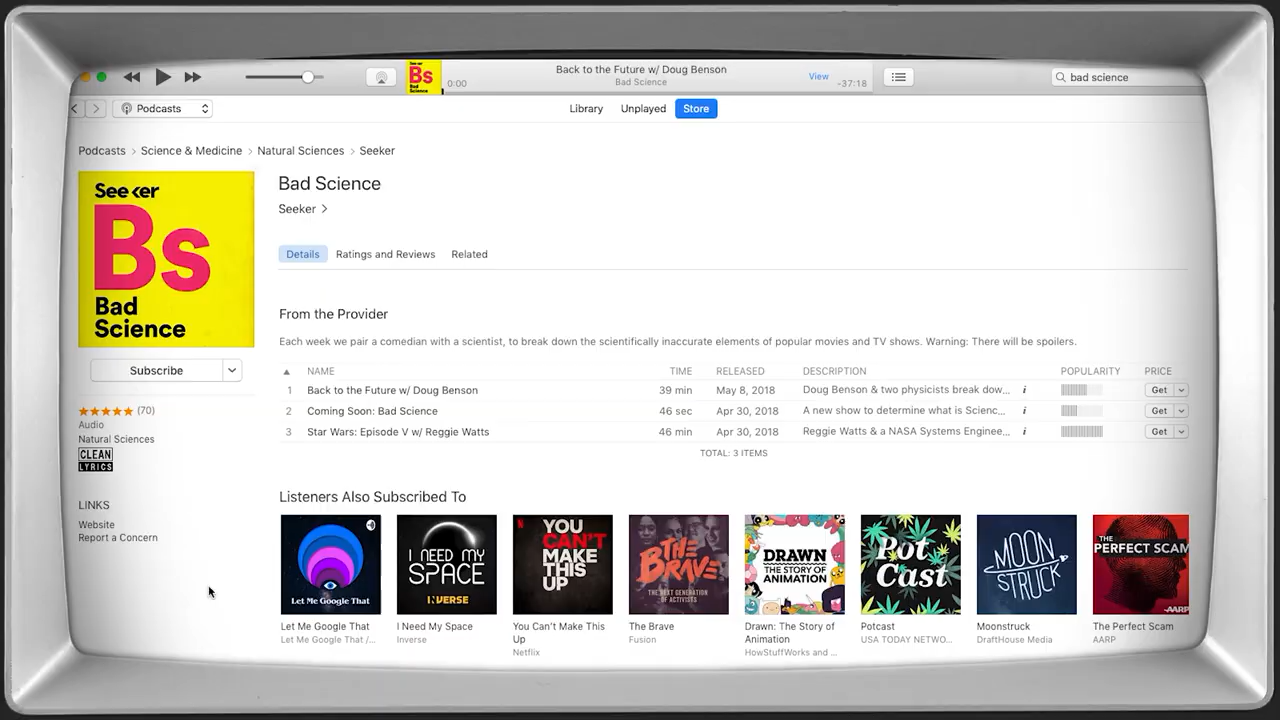 Seeker
Bs
Bad
Science
0:00
Back to the Future w/ Doug Benson
Bad Science
View
-37:18
bad science
Podcasts
Library
Unplayed
Store
Podcasts > Science & Medicine > Natural Sciences > Seeker
Seeker
Bs
Bad
Science
Bad Science
Seeker >
Details
Ratings and Reviews
Related
From the Provider
Each week we pair a comedian with a scientist, to break down the scientifically inaccurate elements of popular movies and TV shows. Warning: There will be spoilers.
NAME TIME RELEASED DESCRIPTION POPULARITY PRICE
1 Back to the Future w/ Doug Benson 39 min May 8, 2018 Doug Benson & two physicists break dow... i Get
2 Coming Soon: Bad Science 46 sec Apr 30, 2018 A new show to determine what is Scienc... i Get
3 Star Wars: Episode V w/ Reggie Watts 46 min Apr 30, 2018 Reggie Watts & a NASA Systems Enginee... i Get
TOTAL: 3 ITEMS
Subscribe
(70)
Audio
Natural Sciences
CLEAN
LYRICS
LINKS
Website
Report a Concern
Listeners Also Subscribed To
Let Me Google That
Let Me Google That
Let Me Google That /...
I NEED MY
SPACE
INVERSE
I Need My Space
Inverse
N
YOU
CAN'T
MAKE
THIS
UP
You Can't Make This
Up
Netflix
THE
BRAVE
THE NEXT GENERATION
OF ACTIVISTS
The Brave
Fusion
DRAWN
THE STORY OF
ANIMATION
Drawn: The Story of
Animation
HowStuffWorks and ...
Pot
Cast
Potcast
USA TODAY NETWO...
MOON
STRUCK
Moonstruck
DraftHouse Media
THE
PERFECT SCAM
AARP
The Perfect Scam
AARP